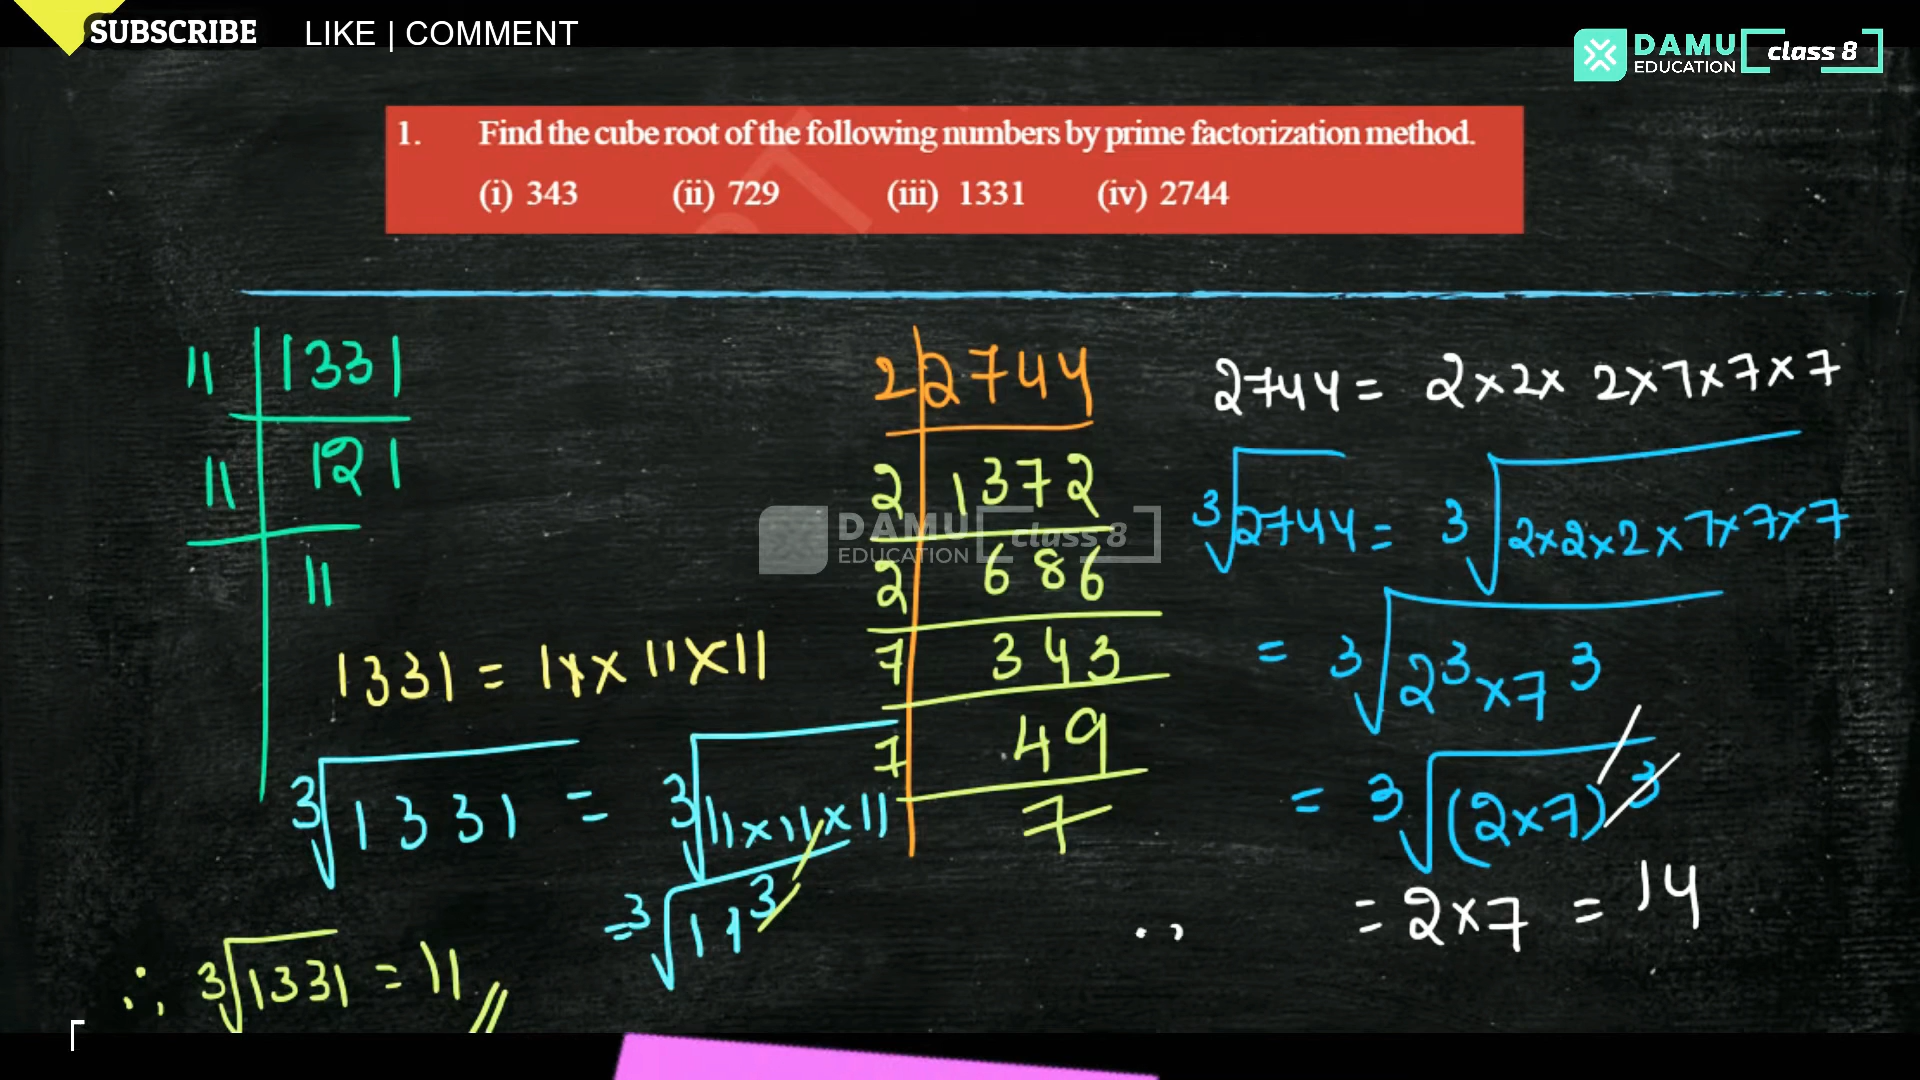 SUBSCRIBE LIKE | COMMENT
DAMU EDUCATION class 8
1. Find the cube root of the following numbers by prime factorization method.
(i) 343 (ii) 729 (iii) 1331 (iv) 2744
11 | 1331
11 | 121
11
1331 = 11 × 11 × 11
∛1331 = ∛11×11×11
= ∛11³
∴ ∛1331 = 11
2 | 2744
2 | 1372
2 | 686
7 | 343
7 | 49
7
DAMU EDUCATION class 8
2744 = 2×2× 2×7×7×7
∛2744 = ∛2×2×2×7×7×7
= ∛2³×7³
= ∛(2×7)³
= 2×7 = 14